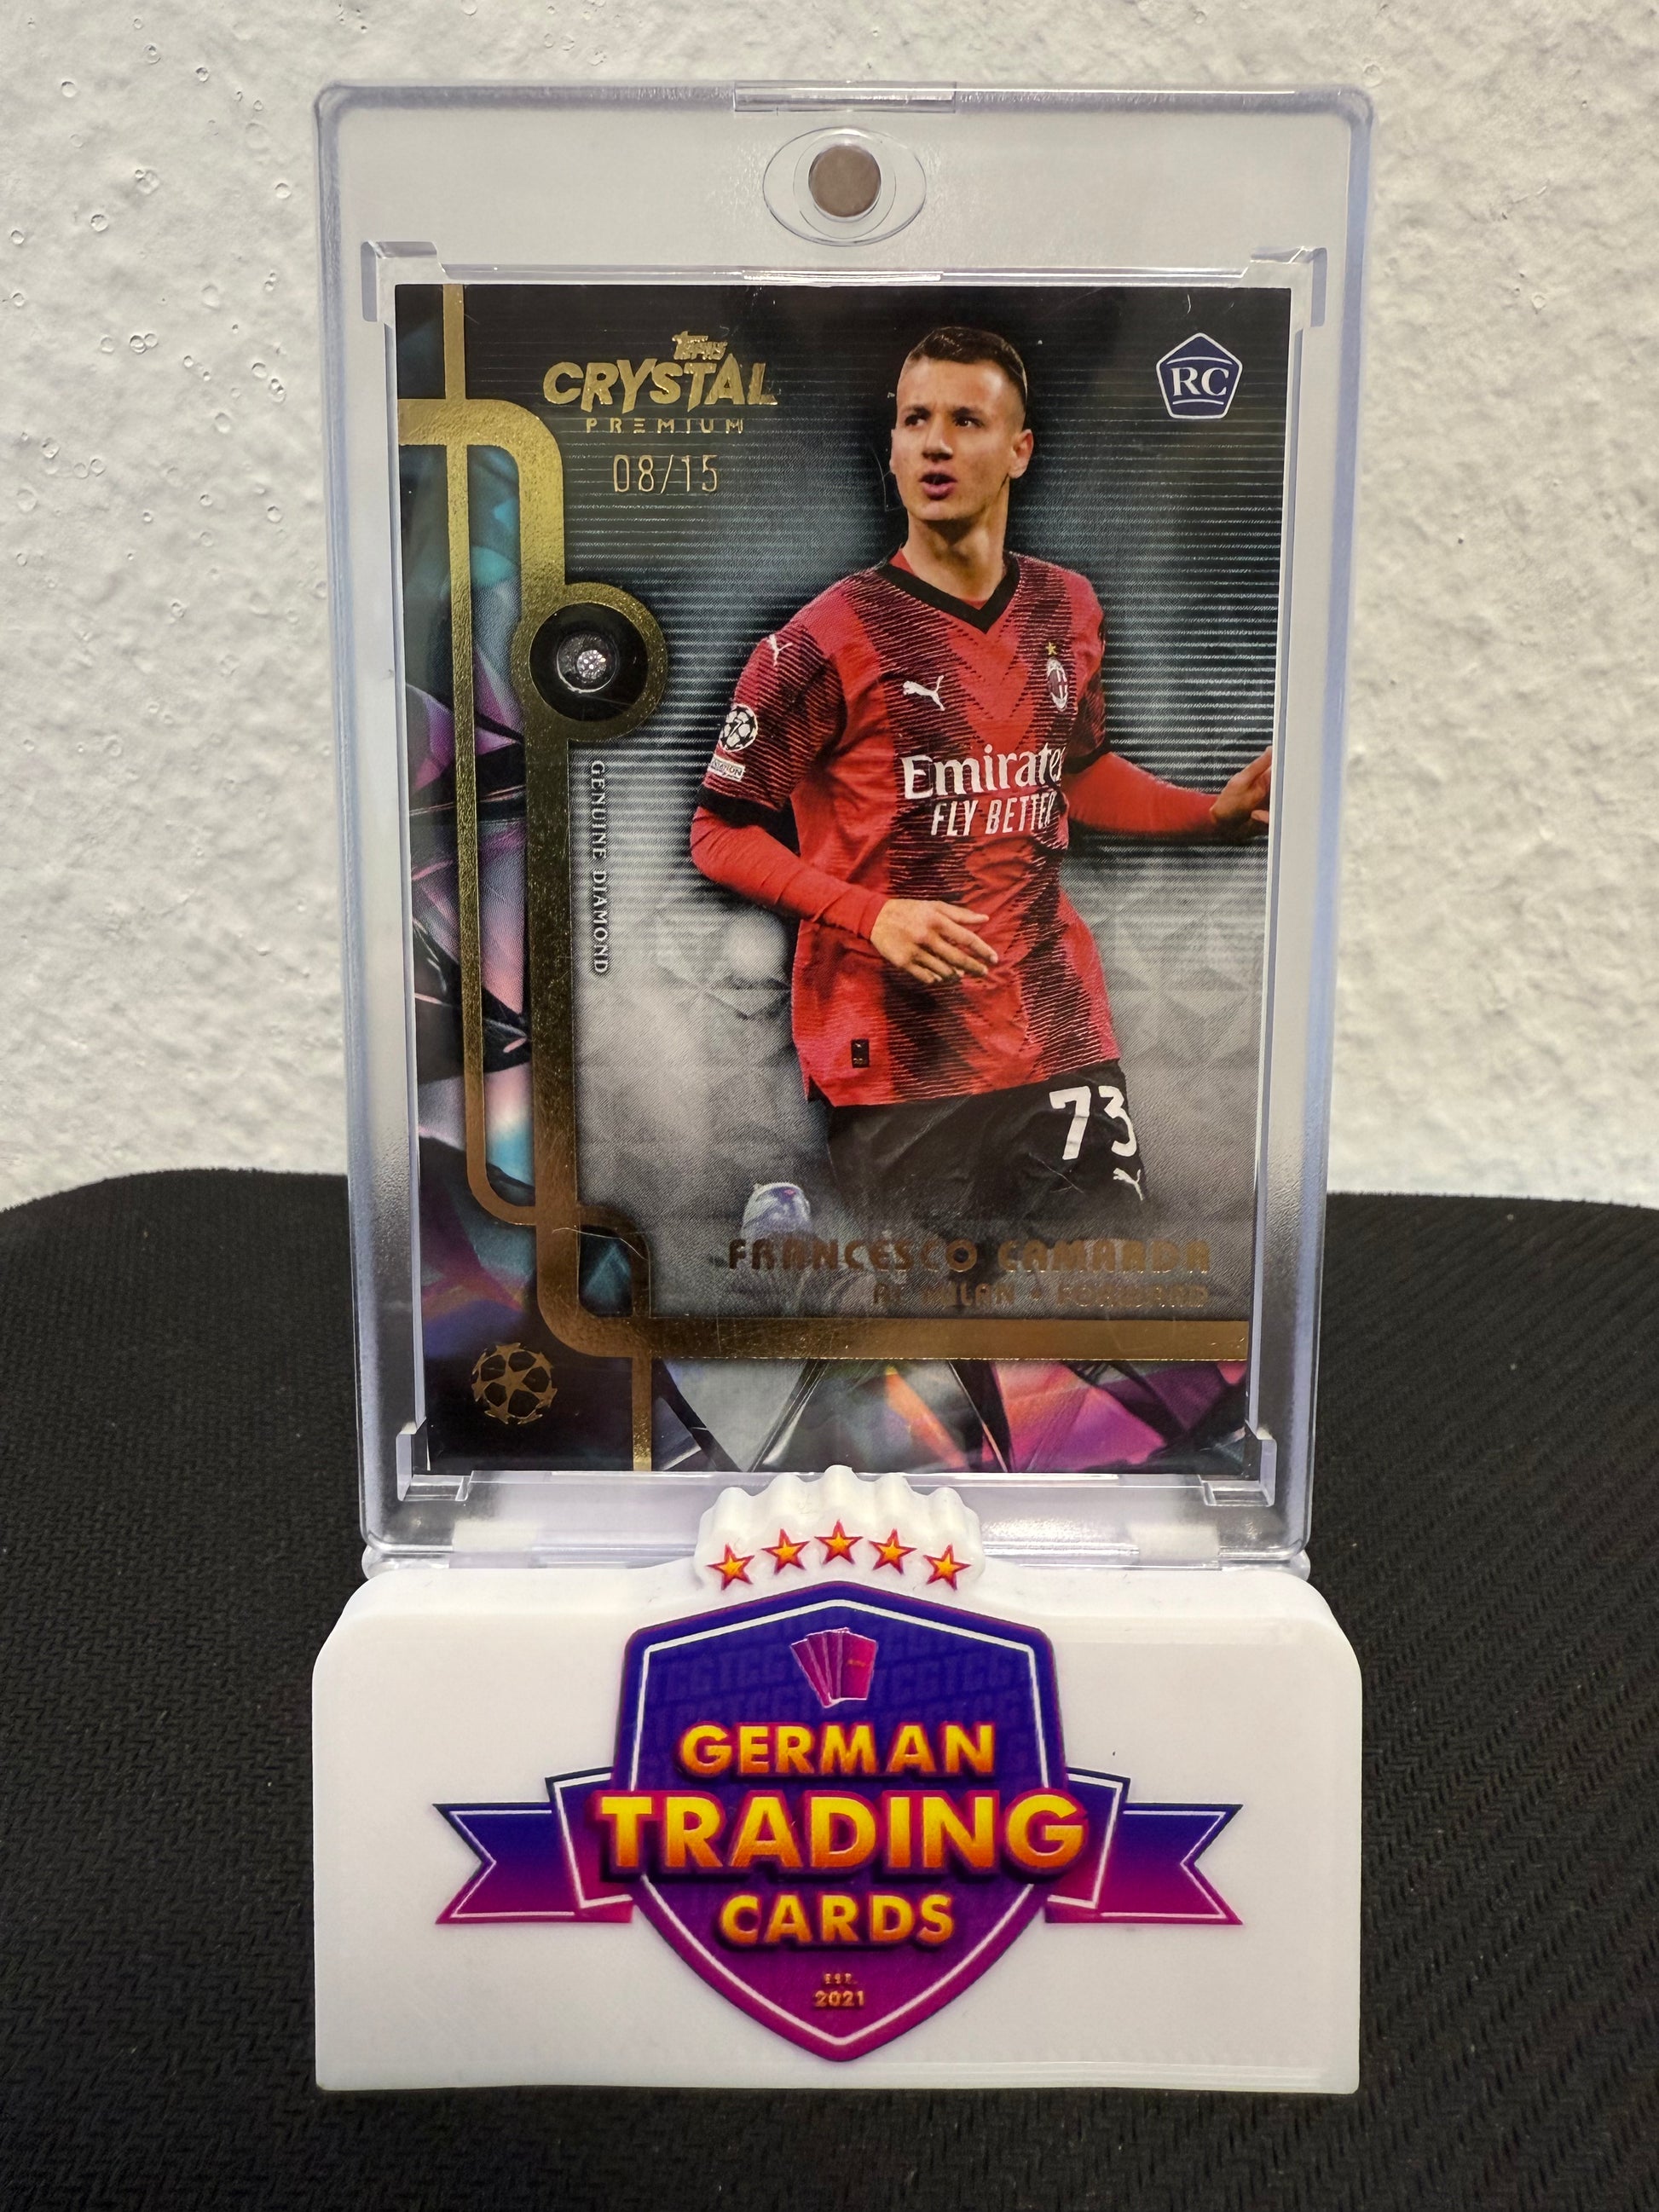 Topps
CRYSTAL
PREMIUM
08/15
RC
GENUINE DIAMOND
Emirates
FLY BETTER
73
FRANCESCO CAMARDA
AC MILAN • FORWARD
GERMAN
TRADING
CARDS
EST.
2021